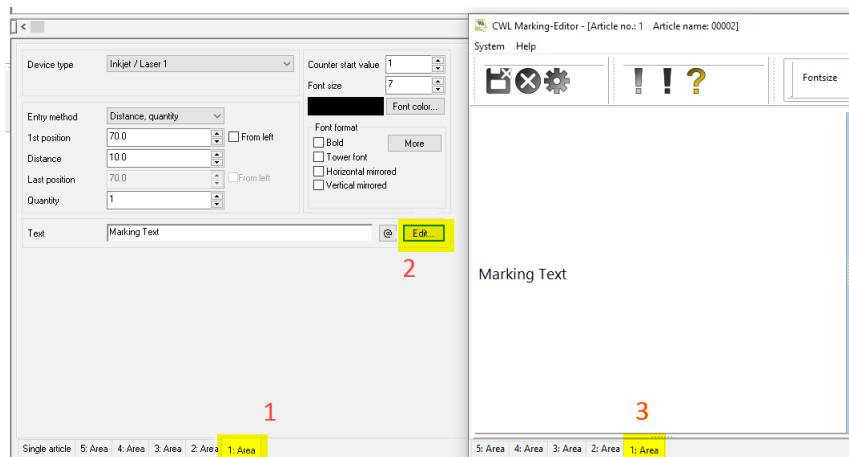 CWL Marking-Editor - [Article no.: 1 Article name: 00002]
System Help
Fontsize
Device type Inkjet / Laser 1
Counter start value 1
Font size 7
Font color...
Entry method Distance, quantity
1st position 70.0 From left
Distance 10.0
Last position 70.0 From left
Quantity 1
Font format
Bold More
Tower font
Horizontal mirrored
Vertical mirrored
Text Marking Text @ Edit...
2
Marking Text
1
3
Single article 5: Area 4: Area 3: Area 2: Area 1: Area
5: Area 4: Area 3: Area 2: Area 1: Area